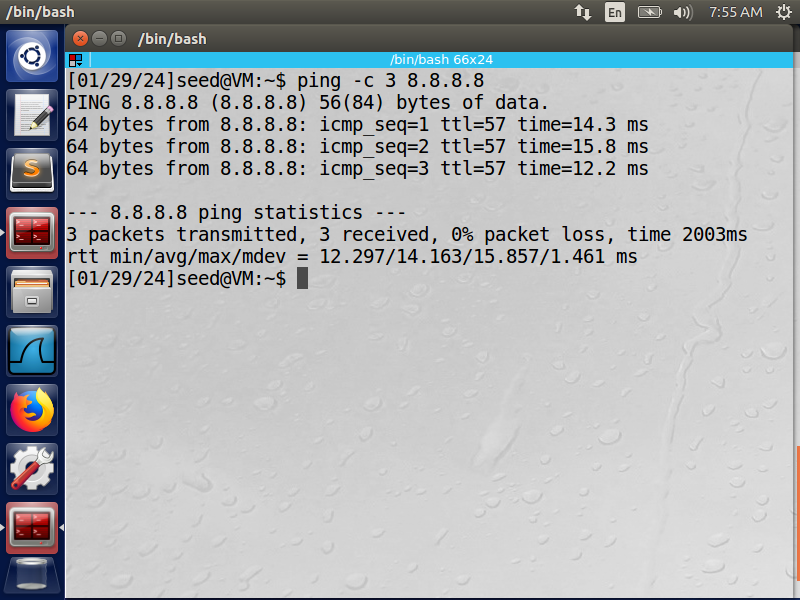 /bin/bash
En
7:55 AM
/bin/bash
/bin/bash 66x24
[01/29/24]seed@VM:~$ ping -c 3 8.8.8.8
PING 8.8.8.8 (8.8.8.8) 56(84) bytes of data.
64 bytes from 8.8.8.8: icmp_seq=1 ttl=57 time=14.3 ms
64 bytes from 8.8.8.8: icmp_seq=2 ttl=57 time=15.8 ms
64 bytes from 8.8.8.8: icmp_seq=3 ttl=57 time=12.2 ms

--- 8.8.8.8 ping statistics ---
3 packets transmitted, 3 received, 0% packet loss, time 2003ms
rtt min/avg/max/mdev = 12.297/14.163/15.857/1.461 ms
[01/29/24]seed@VM:~$